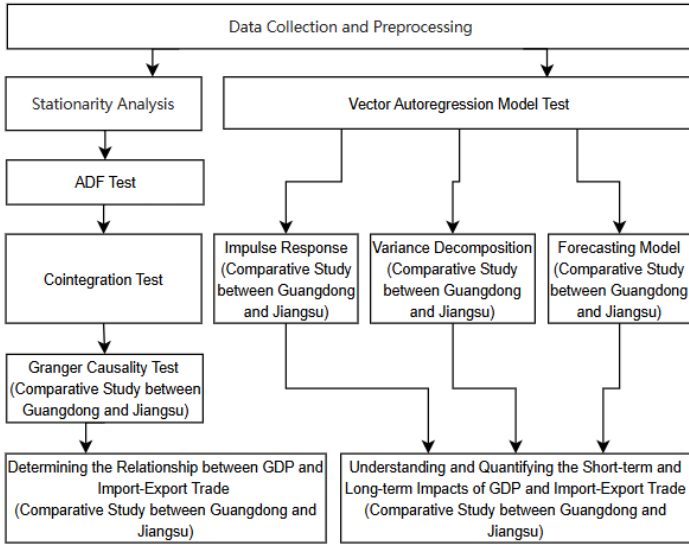 Data Collection and Preprocessing
Stationarity Analysis
Vector Autoregression Model Test
ADF Test
Cointegration Test
Impulse Response
(Comparative Study
between Guangdong
and Jiangsu)
Variance Decomposition
(Comparative Study
between Guangdong
and Jiangsu)
Forecasting Model
(Comparative Study
between Guangdong
and Jiangsu)
Granger Causality Test
(Comparative Study between
Guangdong and Jiangsu)
Determining the Relationship between GDP and
Import-Export Trade
(Comparative Study between Guangdong and
Jiangsu)
Understanding and Quantifying the Short-term and
Long-term Impacts of GDP and Import-Export Trade
(Comparative Study between Guangdong and
Jiangsu)